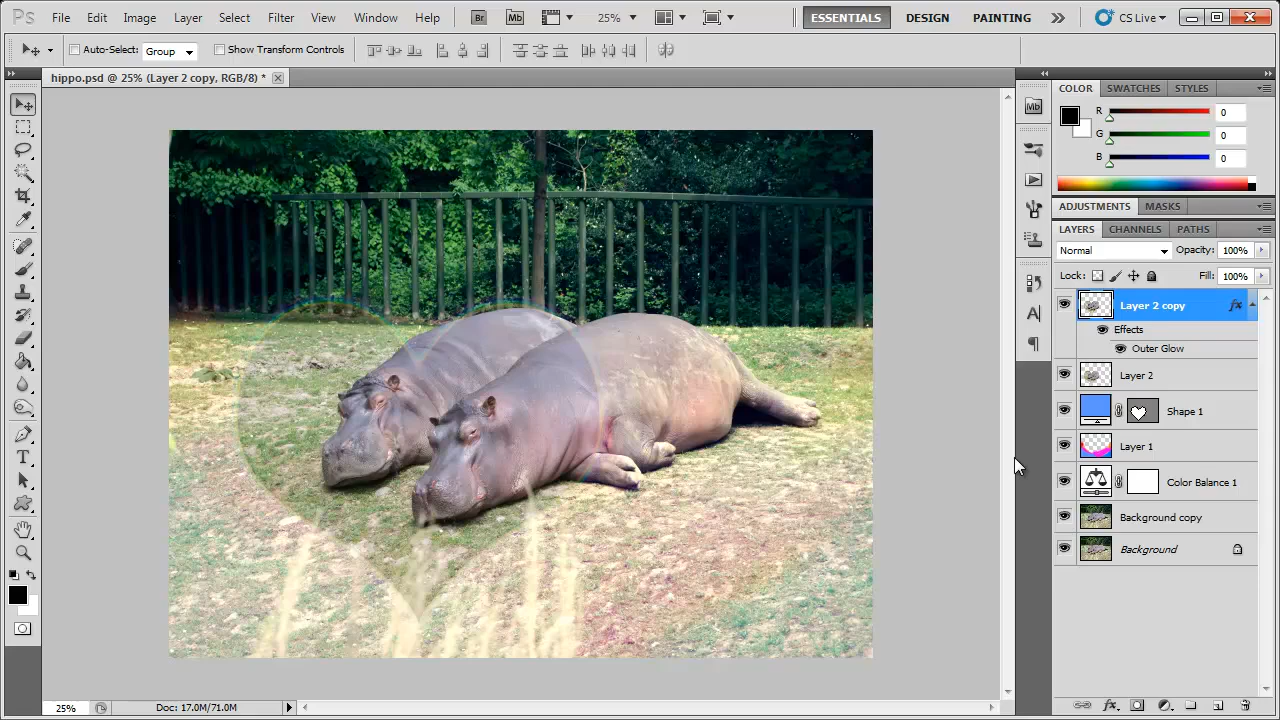 Ps File Edit Image Layer Select Filter View Window Help Br Mb 25% ESSENTIALS DESIGN PAINTING CS Live
Auto-Select: Group Show Transform Controls
hippo.psd @ 25% (Layer 2 copy, RGB/8) *
Mb
COLOR SWATCHES STYLES
R 0
G 0
B 0
ADJUSTMENTS MASKS
LAYERS CHANNELS PATHS
Normal Opacity: 100%
Lock: Fill: 100%
Layer 2 copy fx
Effects
Outer Glow
Layer 2
Shape 1
Layer 1
Color Balance 1
Background copy
Background
25% Doc: 17.0M/71.0M